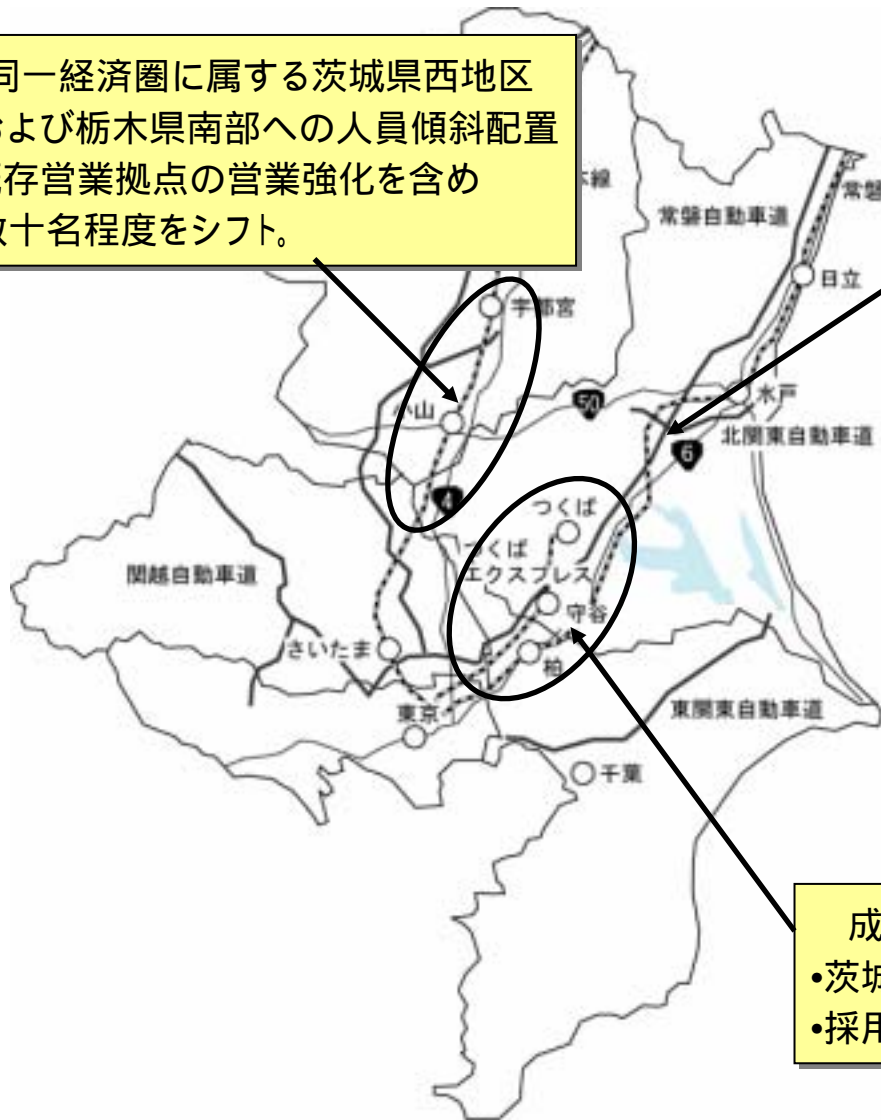 同一経済圏に属する茨城県西地区
および栃木県南部への人員傾斜配置
既存営業拠点の営業強化を含め
数十名程度をシフト。
本線
常磐自動車道
常磐
日立
宇都宮
小山
50
水戸
北関東自動車道
6
4
つくば
つくば
エクスプレス
関越自動車道
守谷
さいたま
柏
東京
東関東自動車道
千葉
成
•茨城
•採用